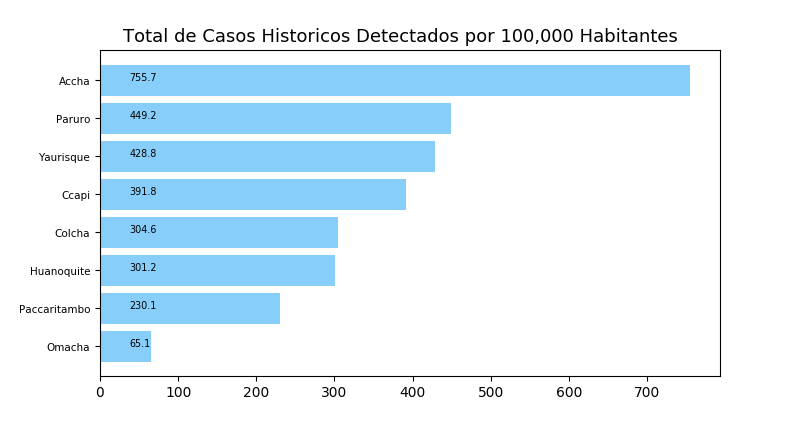 Total de Casos Historicos Detectados por 100,000 Habitantes
Accha 755.7
Paruro 449.2
Yaurisque 428.8
Ccapi 391.8
Colcha 304.6
Huanoquite 301.2
Paccaritambo 230.1
Omacha 65.1
0 100 200 300 400 500 600 700